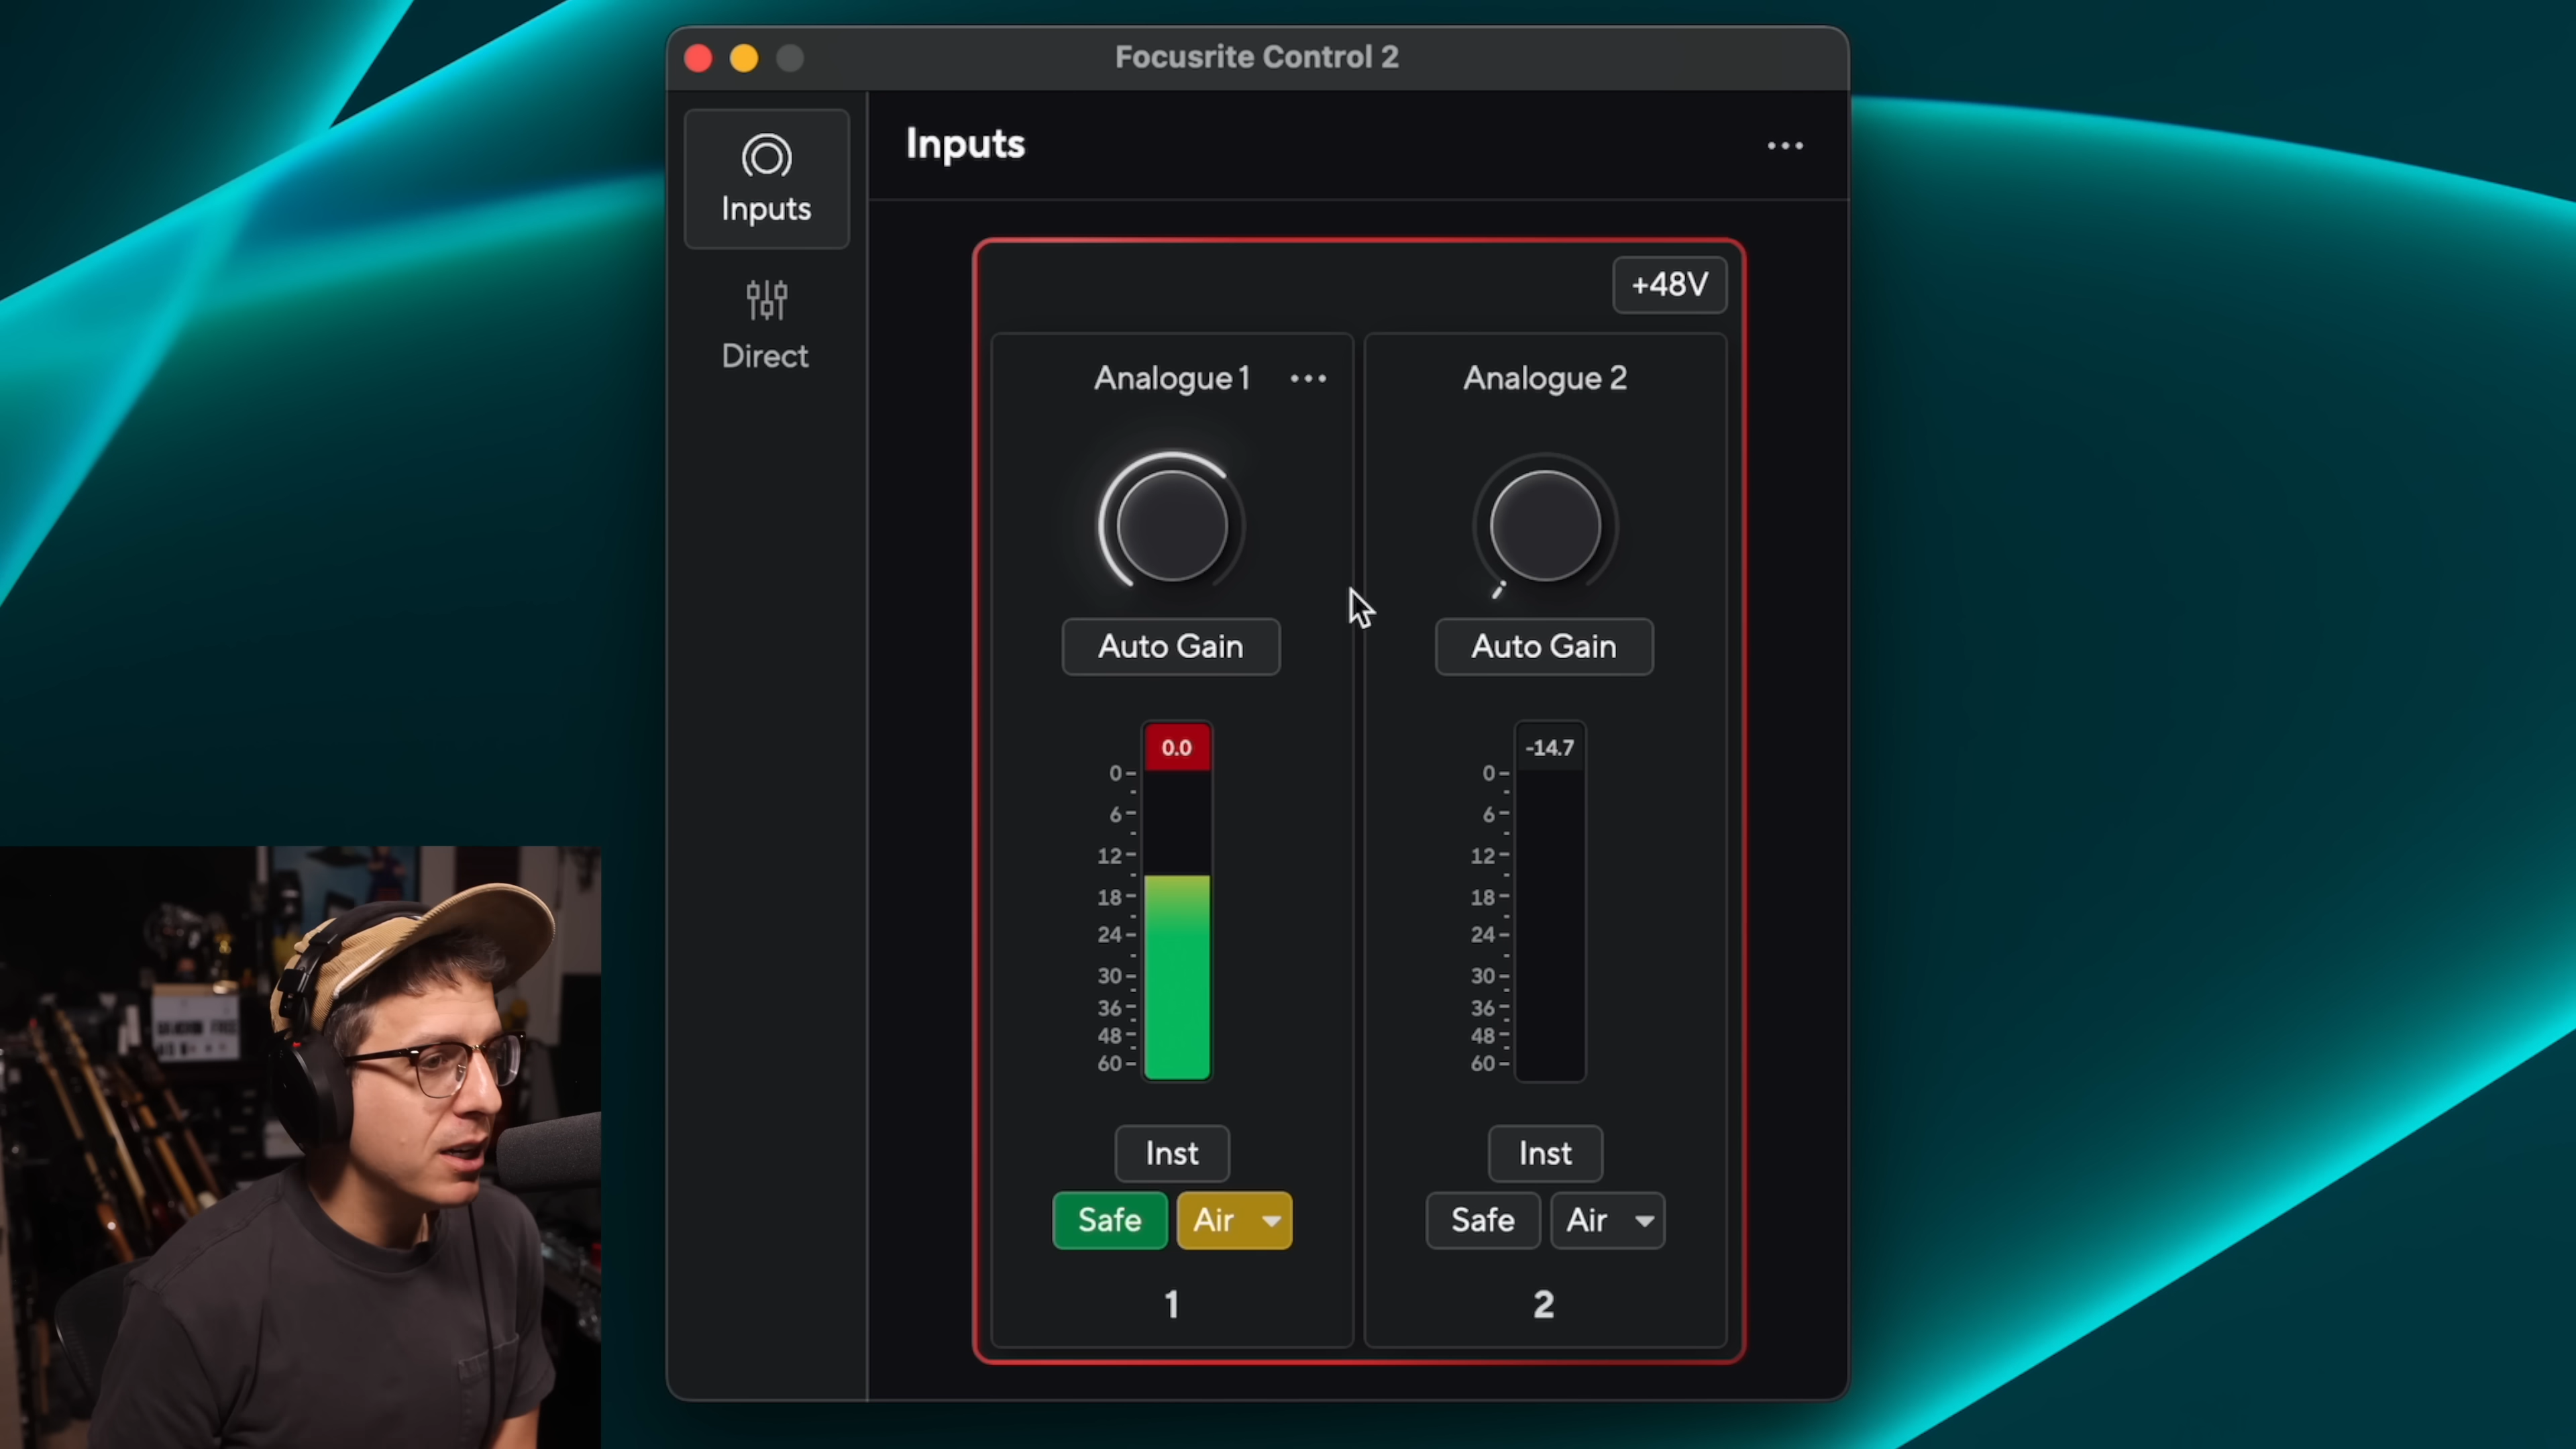 Focusrite Control 2
Inputs
Direct
Inputs
+48V
Analogue 1
Auto Gain
0.0
0
6
12
18
24
30
36
48
60
Inst
Safe
Air
1
Analogue 2
Auto Gain
-14.7
0
6
12
18
24
30
36
48
60
Inst
Safe
Air
2